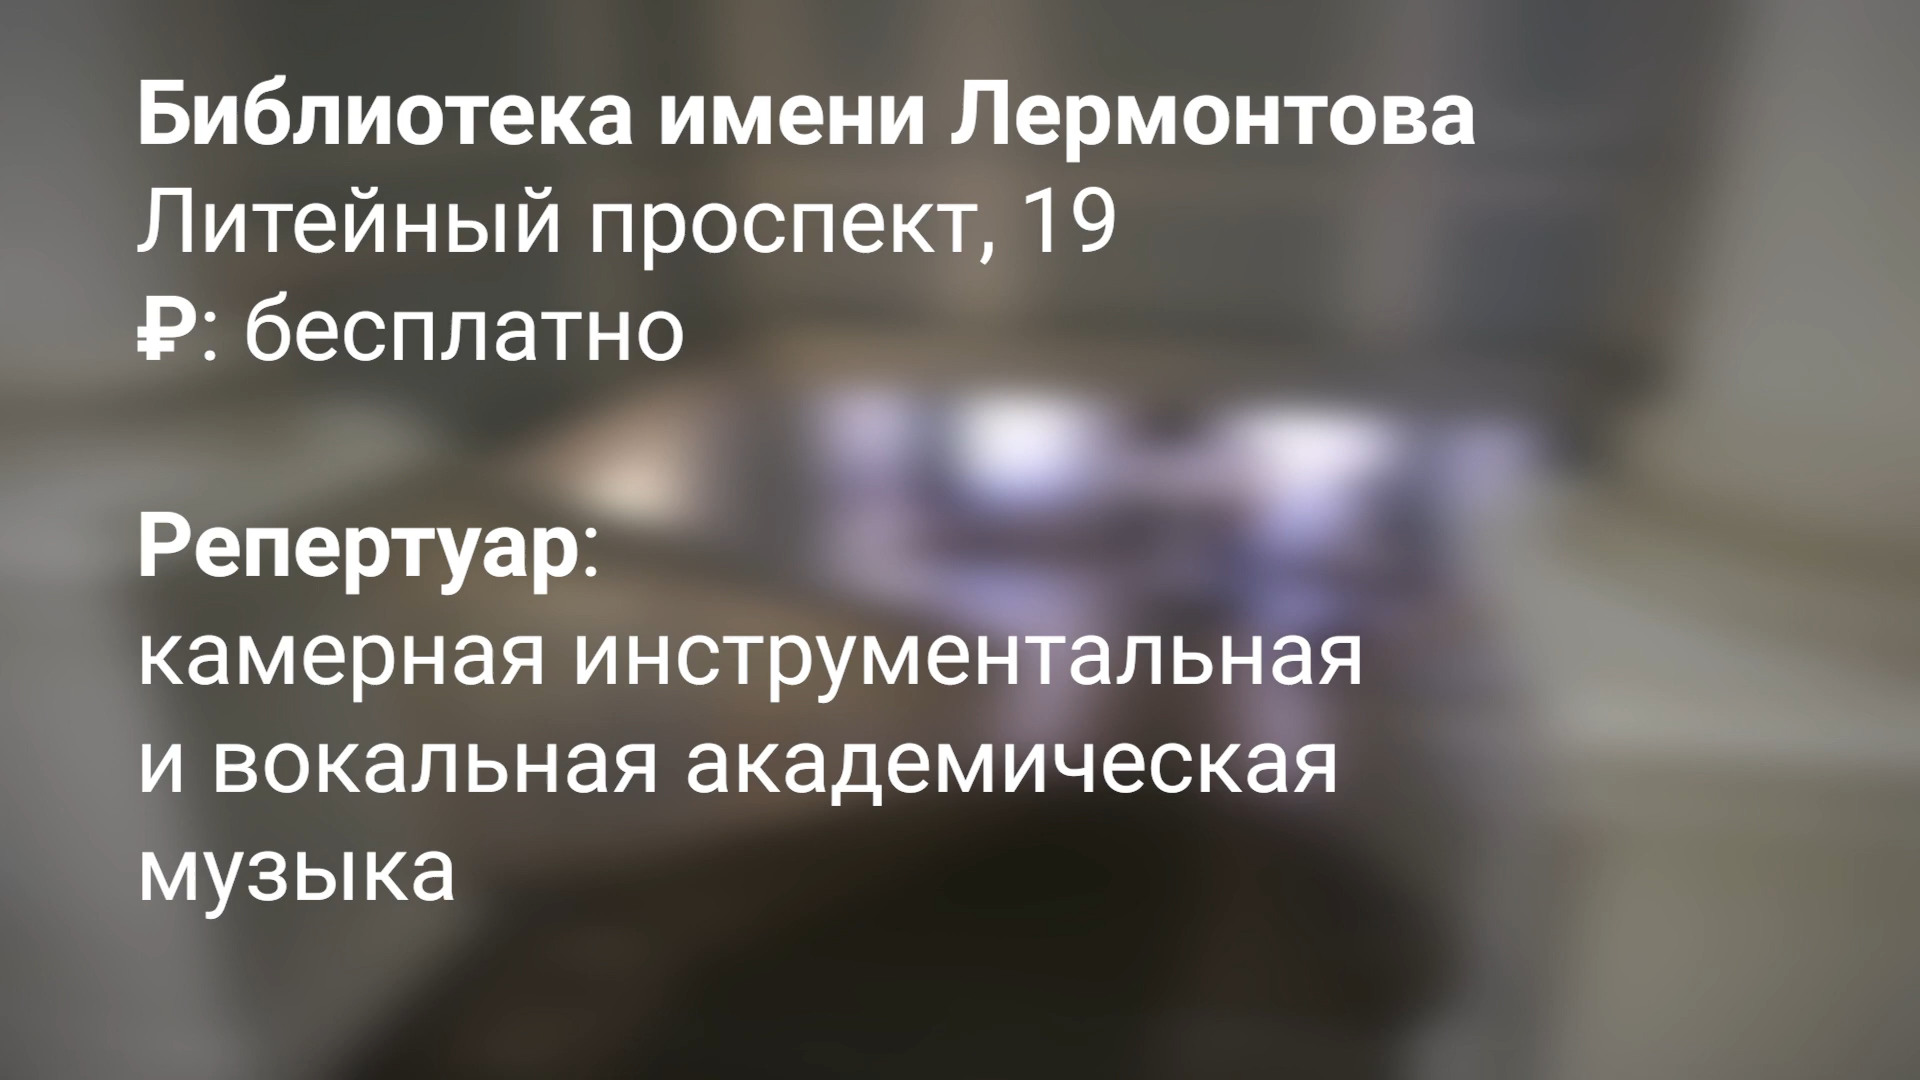 Библиотека имени Лермонтова
Литейный проспект, 19
₽: бесплатно
Репертуар:
камерная инструментальная
и вокальная академическая
музыка